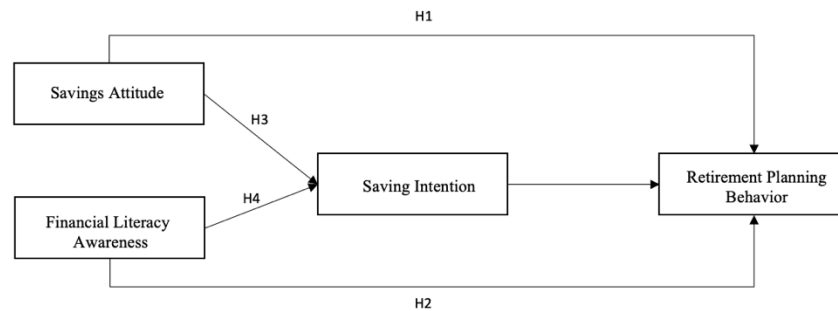 H1
Savings Attitude
H3
Saving Intention
Retirement Planning
Behavior
H4
Financial Literacy
Awareness
H2